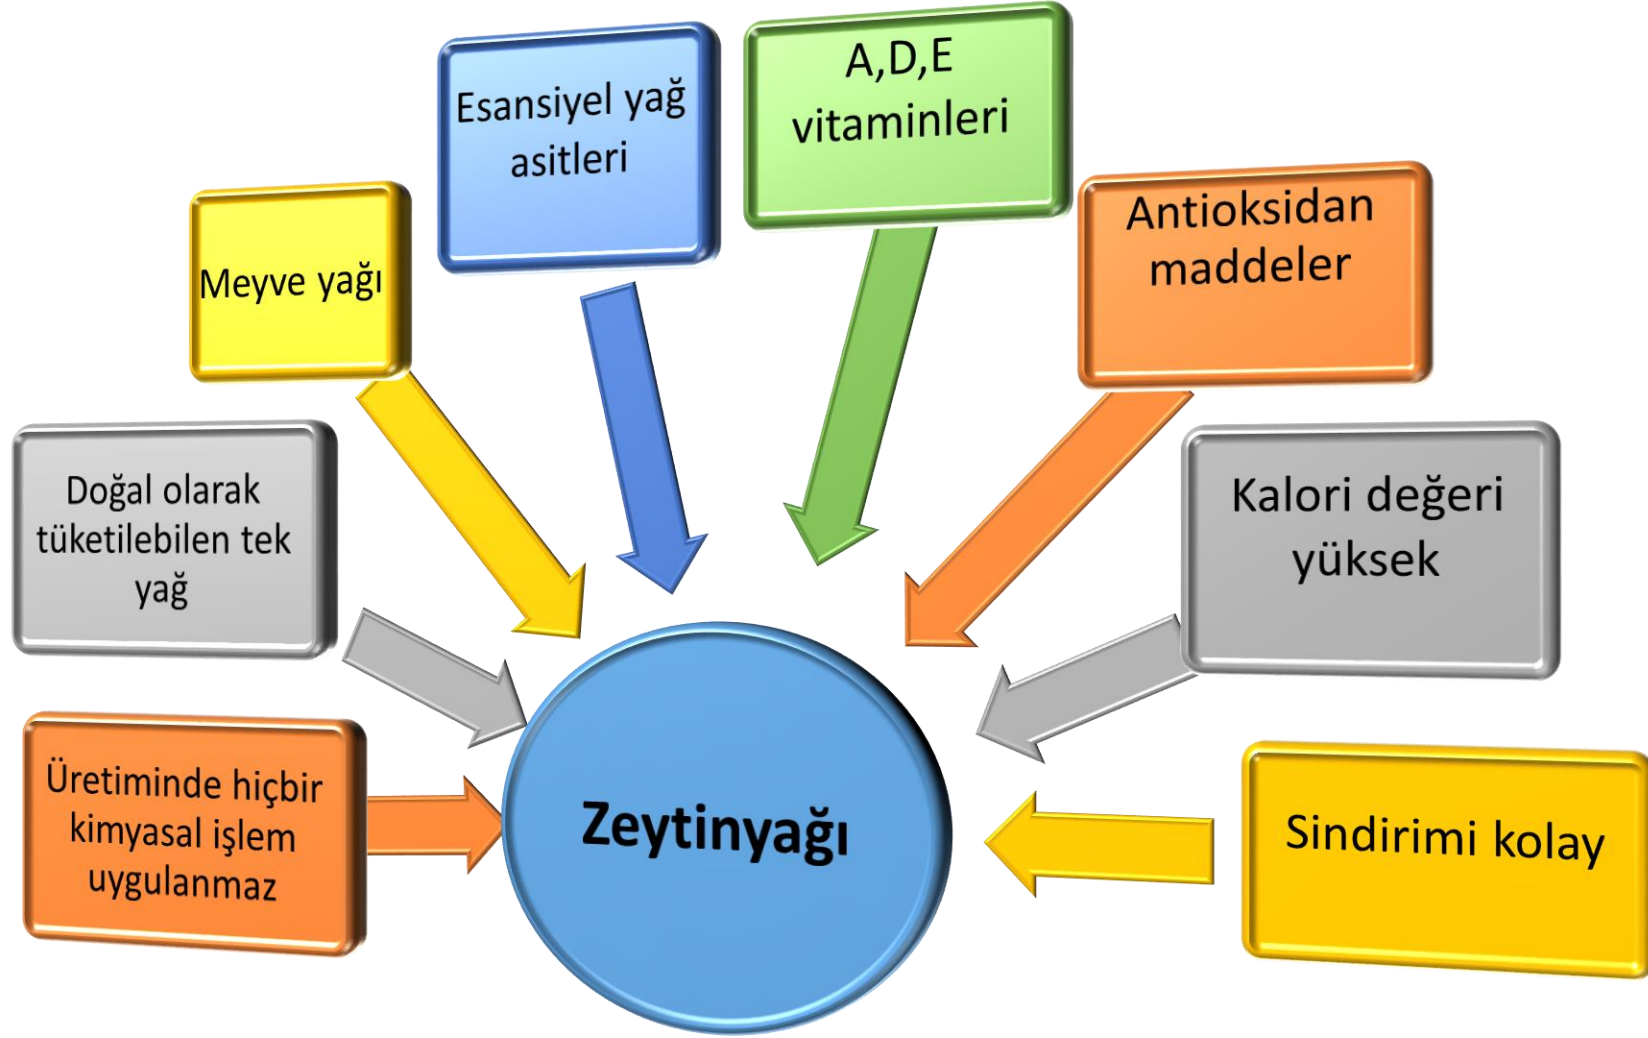 Üretiminde hiçbir
kimyasal işlem
uygulanmaz
Doğal olarak
tüketilebilen tek
yağ
Meyve yağı
Esansiyel yağ
asitleri
A,D,E
vitaminleri
Antioksidan
maddeler
Kalori değeri
yüksek
Sindirimi kolay
Zeytinyağı